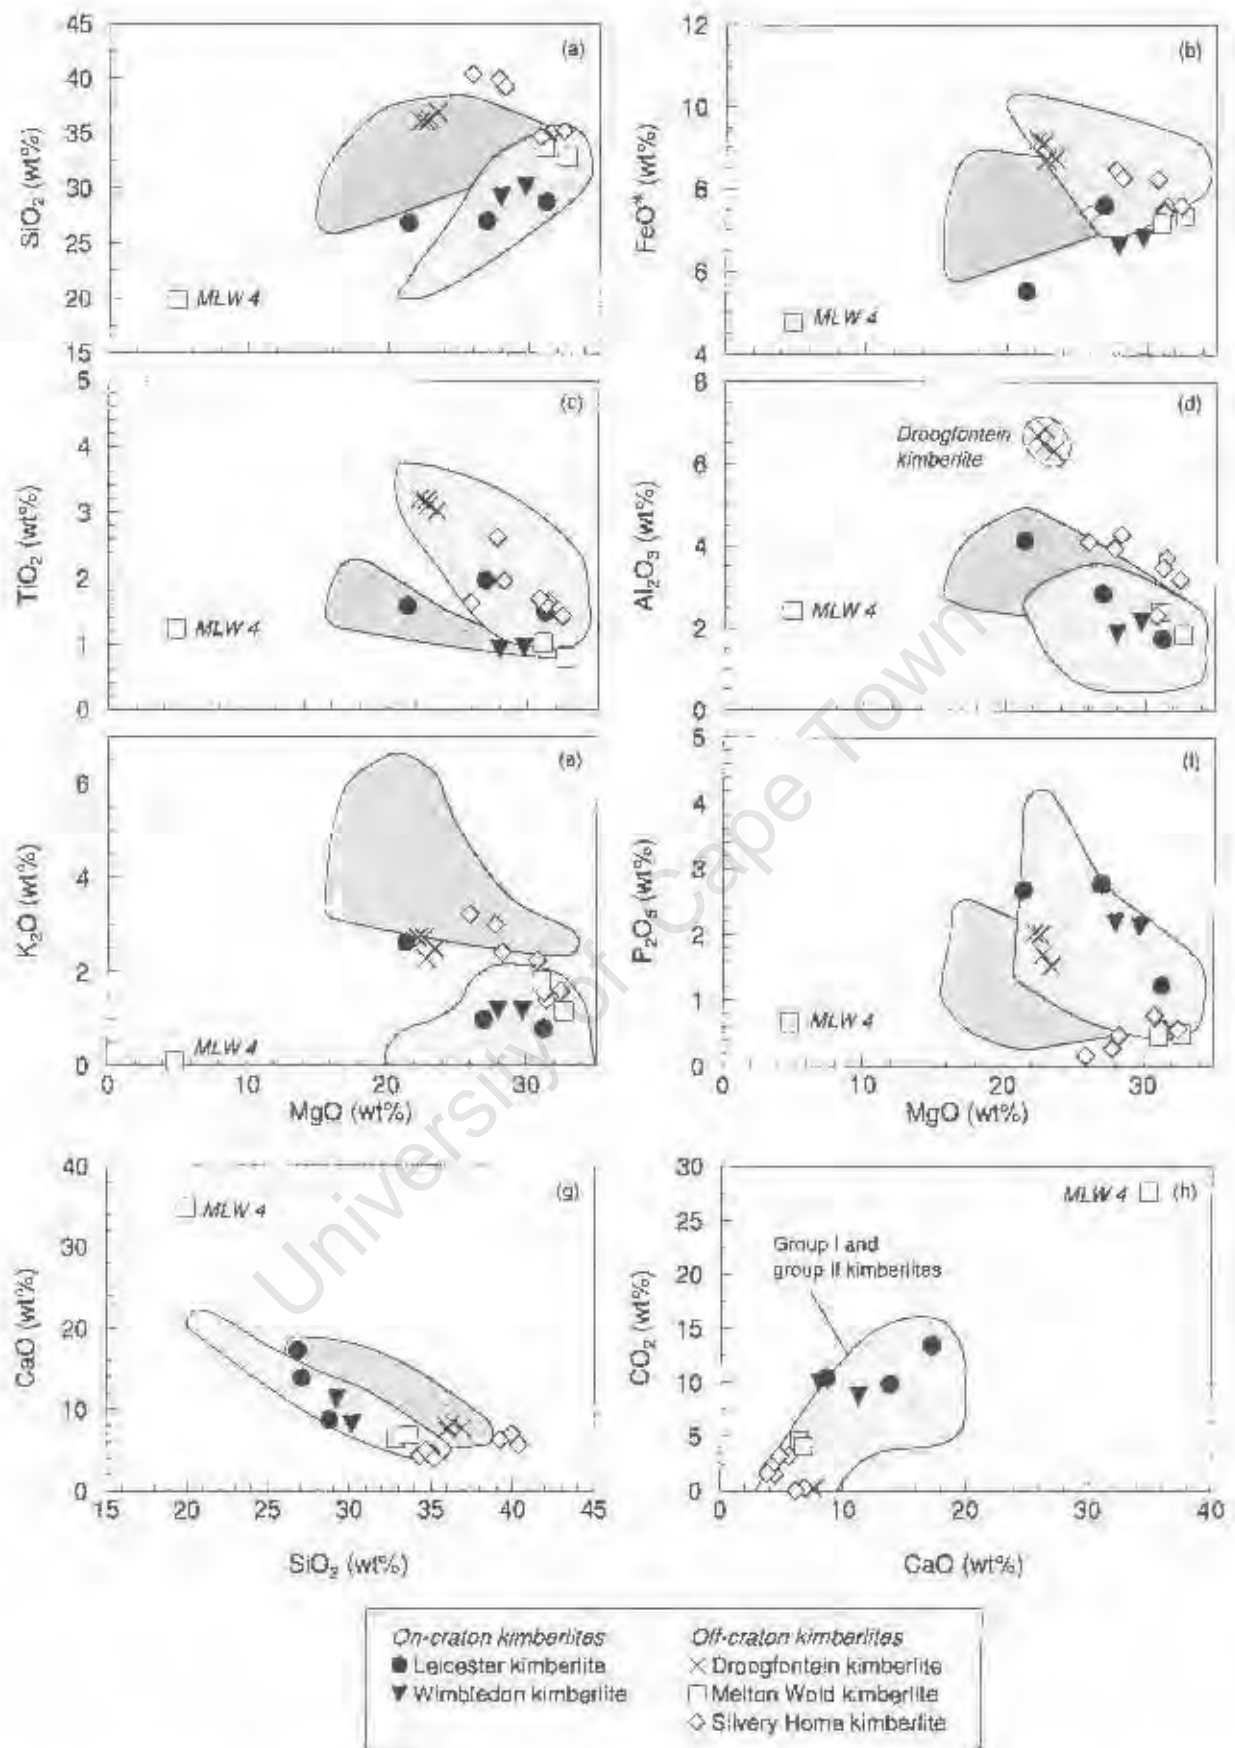 (a)
45
40
35
30
25
20
15
SiO₂ (wt%)
MLW 4
(b)
12
10
8
6
4
FeO* (wt%)
MLW 4
(c)
5
4
3
2
1
0
TiO₂ (wt%)
MLW 4
(d)
8
6
4
2
0
Al₂O₃ (wt%)
Droogfontein
kimberlite
MLW 4
(e)
6
4
2
0
K₂O (wt%)
MLW 4
0 10 20 30
MgO (wt%)
(f)
5
4
3
2
1
0
P₂O₅ (wt%)
MLW 4
0 10 20 30
MgO (wt%)
(g)
40
30
20
10
0
CaO (wt%)
MLW 4
15 20 25 30 35 40 45
SiO₂ (wt%)
MLW 4 (h)
30
25
20
15
10
5
0
CO₂ (wt%)
Group I and
group II kimberlites
0 10 20 30 40
CaO (wt%)
On-craton kimberlites
Leicester kimberlite
Wimbledon kimberlite
Off-craton kimberlites
Droogfontein kimberlite
Melton Wold kimberlite
Silvery Home kimberlite
University of Cape Town